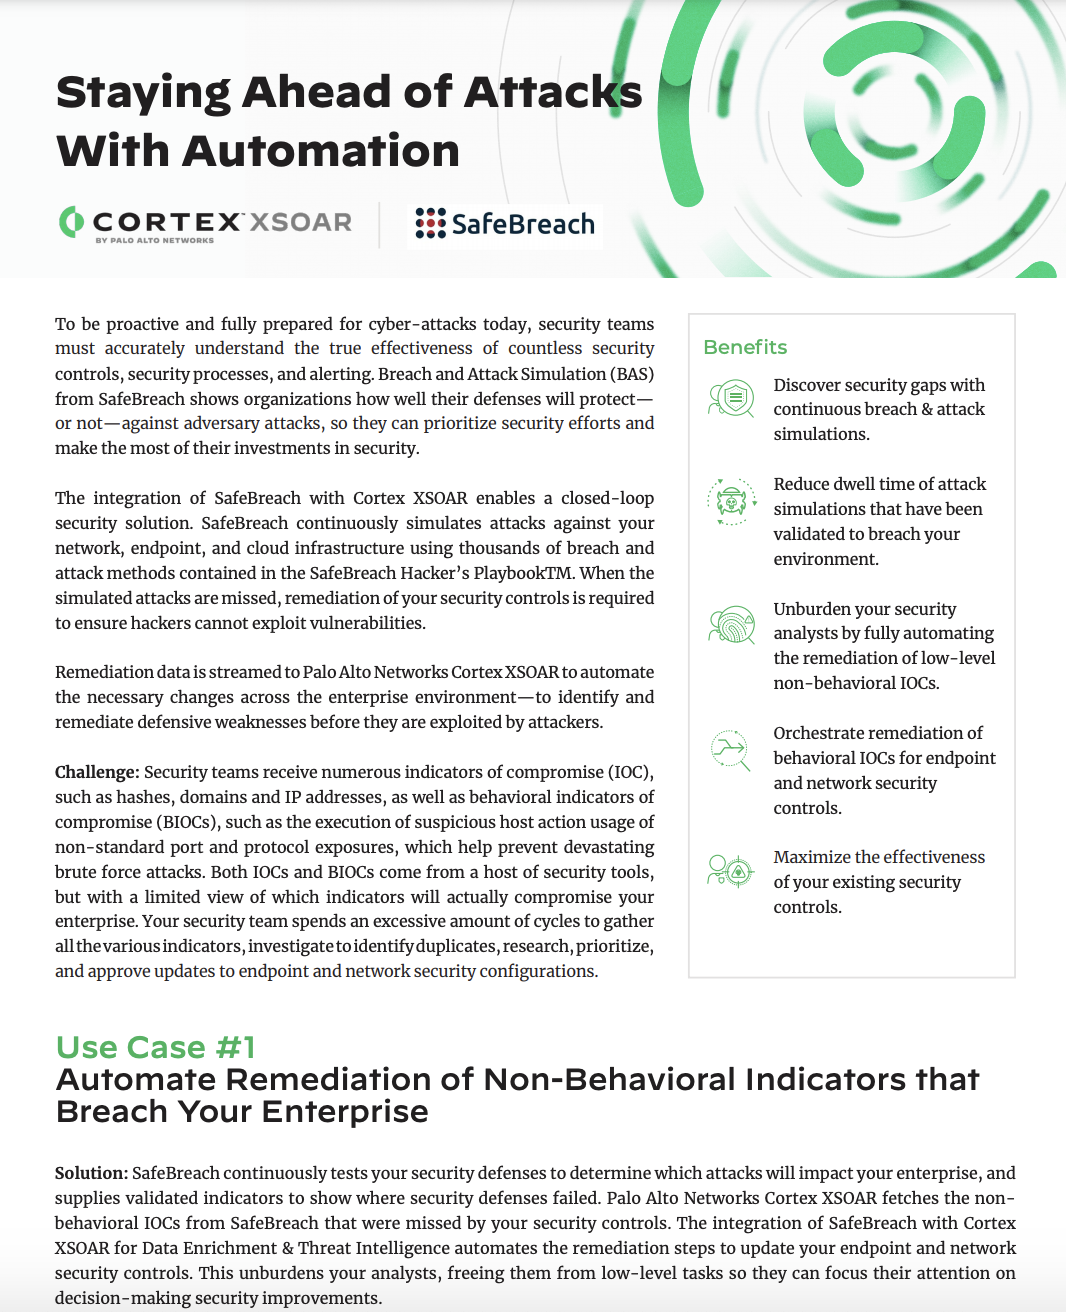 Staying Ahead of Attacks
With Automation
CORTEX™ XSOAR
BY PALO ALTO NETWORKS
SafeBreach
To be proactive and fully prepared for cyber-attacks today, security teams
must accurately understand the true effectiveness of countless security
controls, security processes, and alerting. Breach and Attack Simulation (BAS)
from SafeBreach shows organizations how well their defenses will protect—
or not—against adversary attacks, so they can prioritize security efforts and
make the most of their investments in security.
The integration of SafeBreach with Cortex XSOAR enables a closed-loop
security solution. SafeBreach continuously simulates attacks against your
network, endpoint, and cloud infrastructure using thousands of breach and
attack methods contained in the SafeBreach Hacker's PlaybookTM. When the
simulated attacks are missed, remediation of your security controls is required
to ensure hackers cannot exploit vulnerabilities.
Remediation data is streamed to Palo Alto Networks Cortex XSOAR to automate
the necessary changes across the enterprise environment—to identify and
remediate defensive weaknesses before they are exploited by attackers.
Challenge: Security teams receive numerous indicators of compromise (IOC),
such as hashes, domains and IP addresses, as well as behavioral indicators of
compromise (BIOCs), such as the execution of suspicious host action usage of
non-standard port and protocol exposures, which help prevent devastating
brute force attacks. Both IOCs and BIOCs come from a host of security tools,
but with a limited view of which indicators will actually compromise your
enterprise. Your security team spends an excessive amount of cycles to gather
all the various indicators, investigate to identify duplicates, research, prioritize,
and approve updates to endpoint and network security configurations.
Benefits
Discover security gaps with
continuous breach & attack
simulations.
Reduce dwell time of attack
simulations that have been
validated to breach your
environment.
Unburden your security
analysts by fully automating
the remediation of low-level
non-behavioral IOCs.
Orchestrate remediation of
behavioral IOCs for endpoint
and network security
controls.
Maximize the effectiveness
of your existing security
controls.
Use Case #1
Automate Remediation of Non-Behavioral Indicators that
Breach Your Enterprise
Solution: SafeBreach continuously tests your security defenses to determine which attacks will impact your enterprise, and
supplies validated indicators to show where security defenses failed. Palo Alto Networks Cortex XSOAR fetches the non-
behavioral IOCs from SafeBreach that were missed by your security controls. The integration of SafeBreach with Cortex
XSOAR for Data Enrichment & Threat Intelligence automates the remediation steps to update your endpoint and network
security controls. This unburdens your analysts, freeing them from low-level tasks so they can focus their attention on
decision-making security improvements.